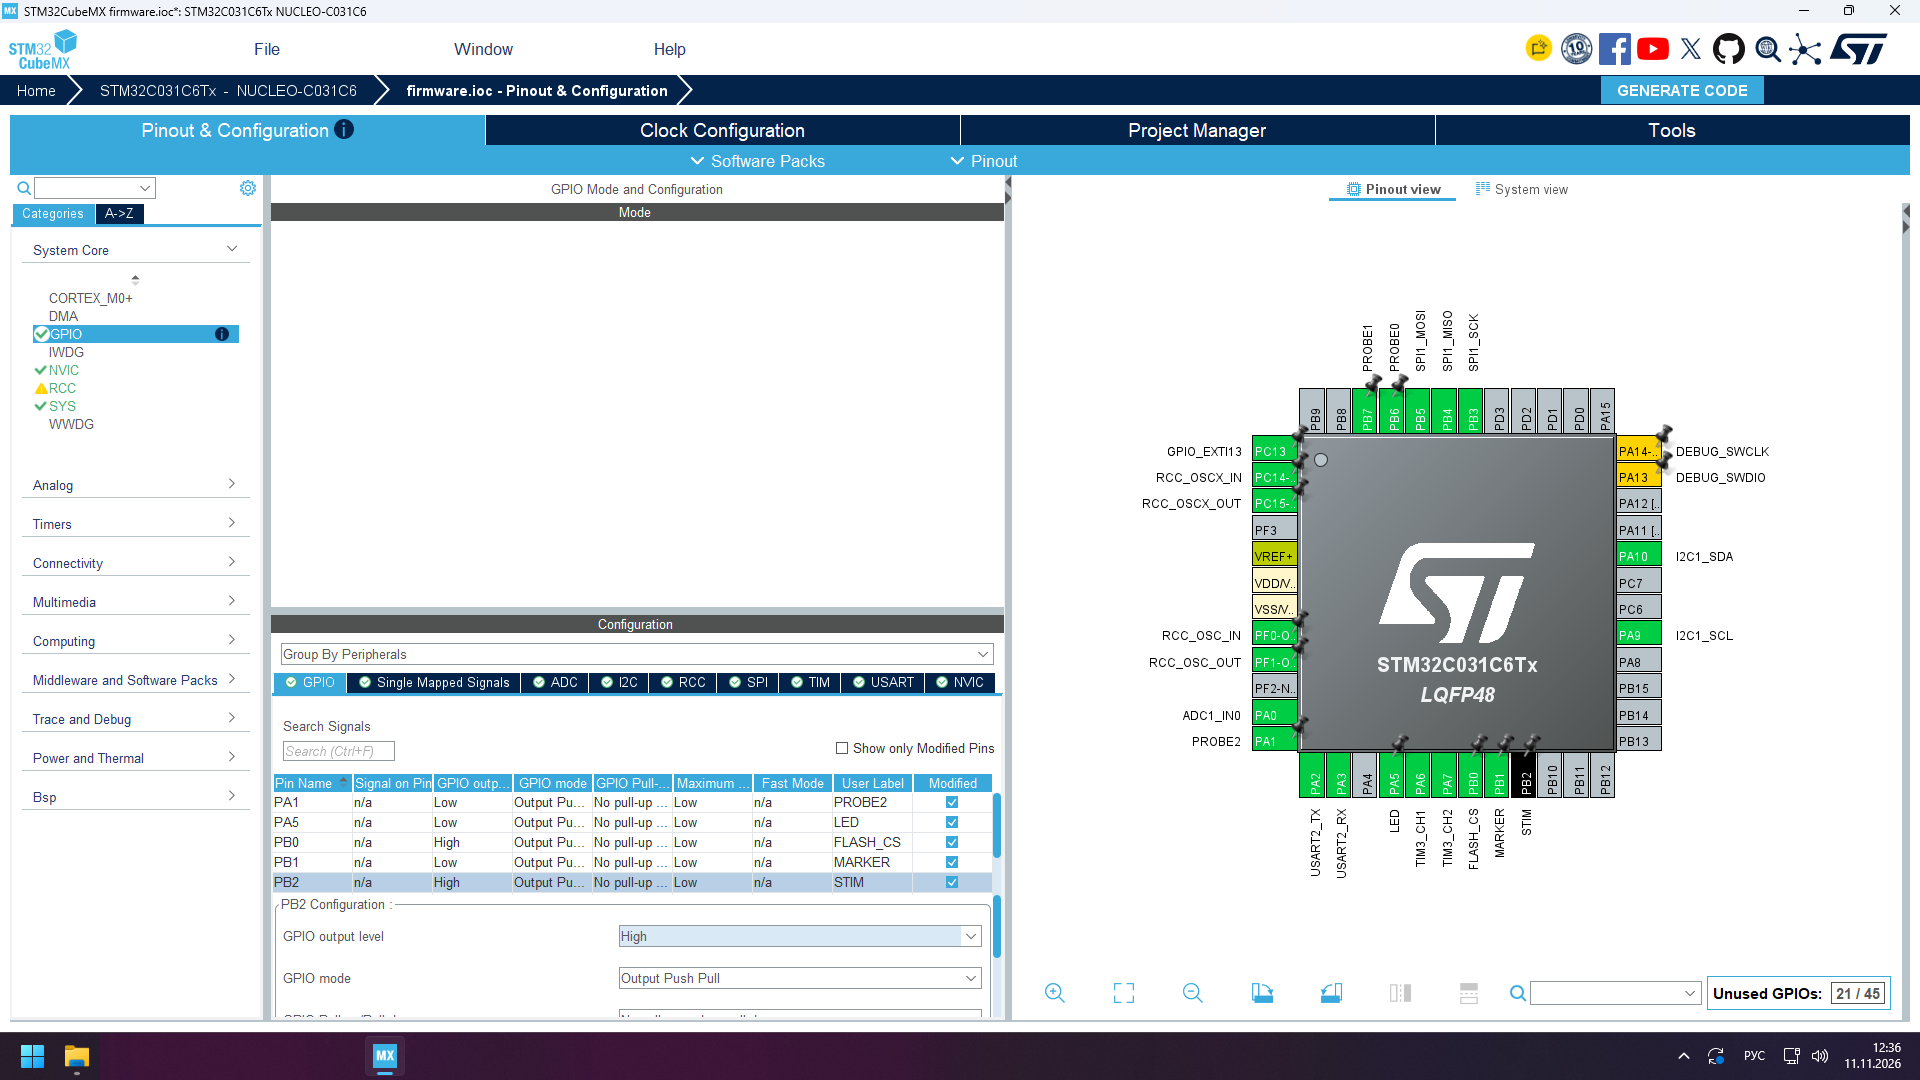 STM32CubeMX firmware.ioc*: STM32C031C6Tx NUCLEO-C031C6
STM32 CubeMX
File
Window
Help
Home
STM32C031C6Tx - NUCLEO-C031C6
firmware.ioc - Pinout & Configuration
GENERATE CODE
Pinout & Configuration
Clock Configuration
Project Manager
Tools
Software Packs
Pinout
Categories
A->Z
System Core
CORTEX_M0+
DMA
GPIO
IWDG
NVIC
RCC
SYS
WWDG
Analog
Timers
Connectivity
Multimedia
Computing
Middleware and Software Packs
Trace and Debug
Power and Thermal
Bsp
GPIO Mode and Configuration
Mode
Configuration
Group By Peripherals
GPIO
Single Mapped Signals
ADC
I2C
RCC
SPI
TIM
USART
NVIC
Search Signals
Search (Ctrl+F)
Show only Modified Pins
Pin Name Signal on Pin GPIO outp... GPIO mode GPIO Pull-... Maximum ... Fast Mode User Label Modified
PA1 n/a Low Output Pu... No pull-up ... Low n/a PROBE2
PA5 n/a Low Output Pu... No pull-up ... Low n/a LED
PB0 n/a High Output Pu... No pull-up ... Low n/a FLASH_CS
PB1 n/a Low Output Pu... No pull-up ... Low n/a MARKER
PB2 n/a High Output Pu... No pull-up ... Low n/a STIM
PB2 Configuration :
GPIO output level
High
GPIO mode
Output Push Pull
Pinout view
System view
PROBE1
PROBE0
SPI1_MOSI
SPI1_MISO
SPI1_SCK
PB9
PB8
PB7
PB6
PB5
PB4
PB3
PD3
PD2
PD1
PD0
PA15
GPIO_EXTI13 PC13
RCC_OSCX_IN PC14-..
RCC_OSCX_OUT PC15-..
PF3
VREF+
VDD/V..
VSS/V..
RCC_OSC_IN PF0-O..
RCC_OSC_OUT PF1-O..
PF2-N..
ADC1_IN0 PA0
PROBE2 PA1
STM32C031C6Tx
LQFP48
PA14-.. DEBUG_SWCLK
PA13 DEBUG_SWDIO
PA12 [..
PA11 [..
PA10 I2C1_SDA
PC7
PC6
PA9 I2C1_SCL
PA8
PB15
PB14
PB13
PA2
PA3
PA4
PA5
PA6
PA7
PB0
PB1
PB2
PB10
PB11
PB12
USART2_TX
USART2_RX
LED
TIM3_CH1
TIM3_CH2
FLASH_CS
MARKER
STIM
Unused GPIOs: 21 / 45
MX
РУС
12:36
11.11.2026